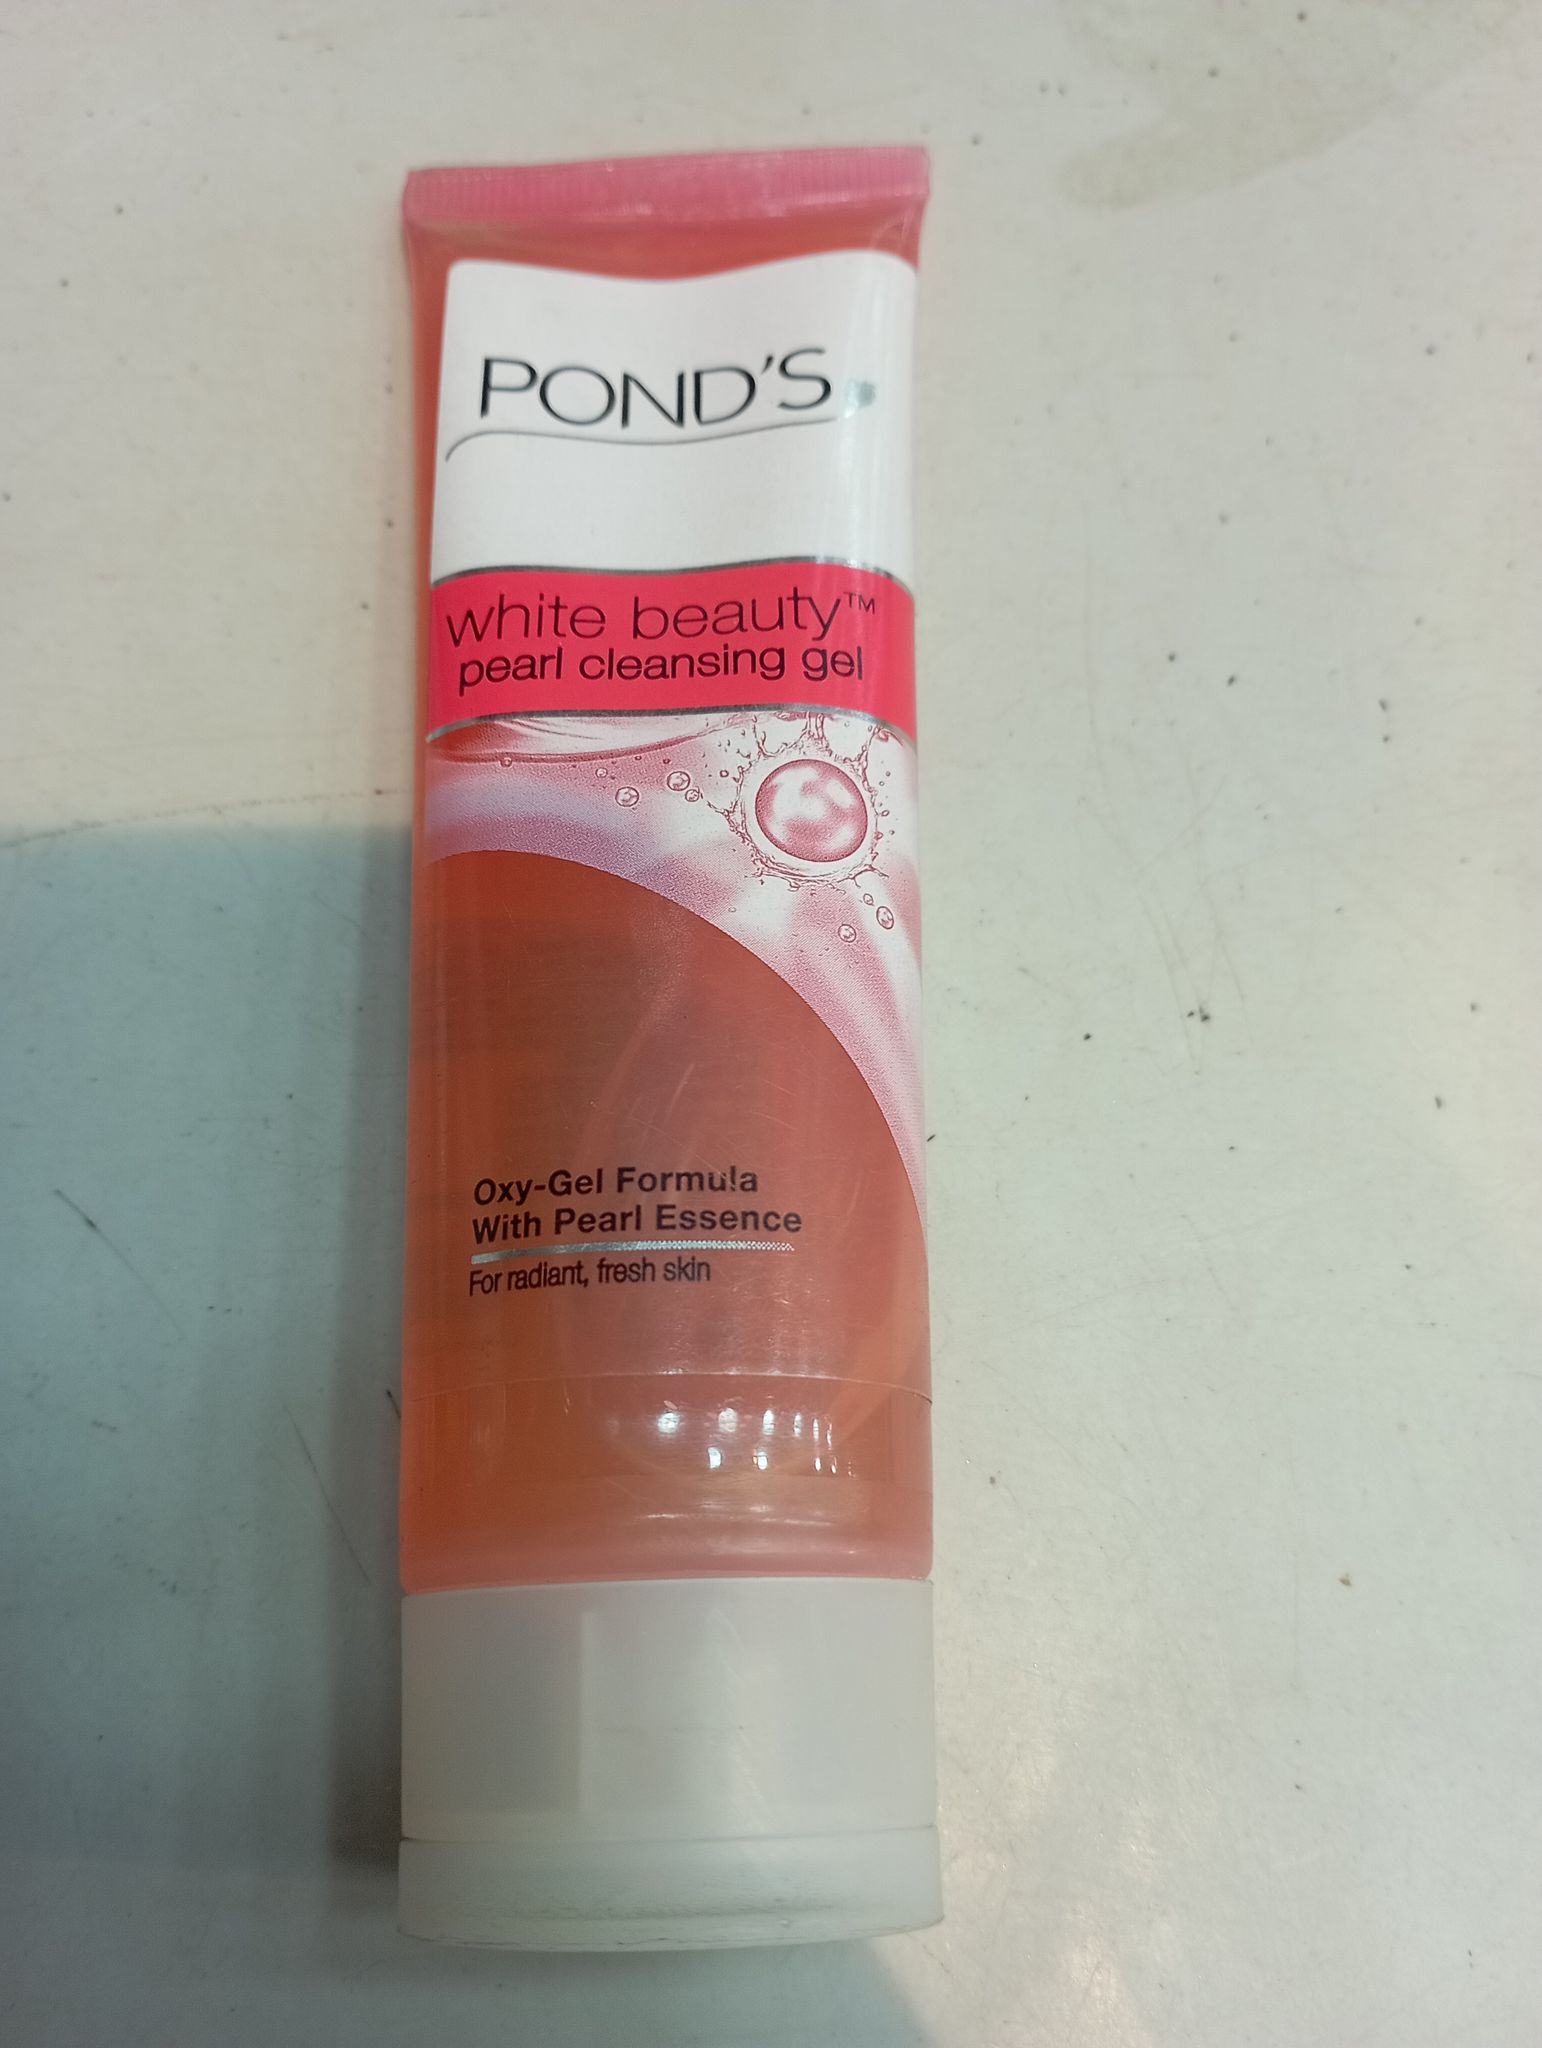 POND'S
white beauty™
pearl cleansing gel
Oxy-Gel Formula
With Pearl Essence
For radiant, fresh skin